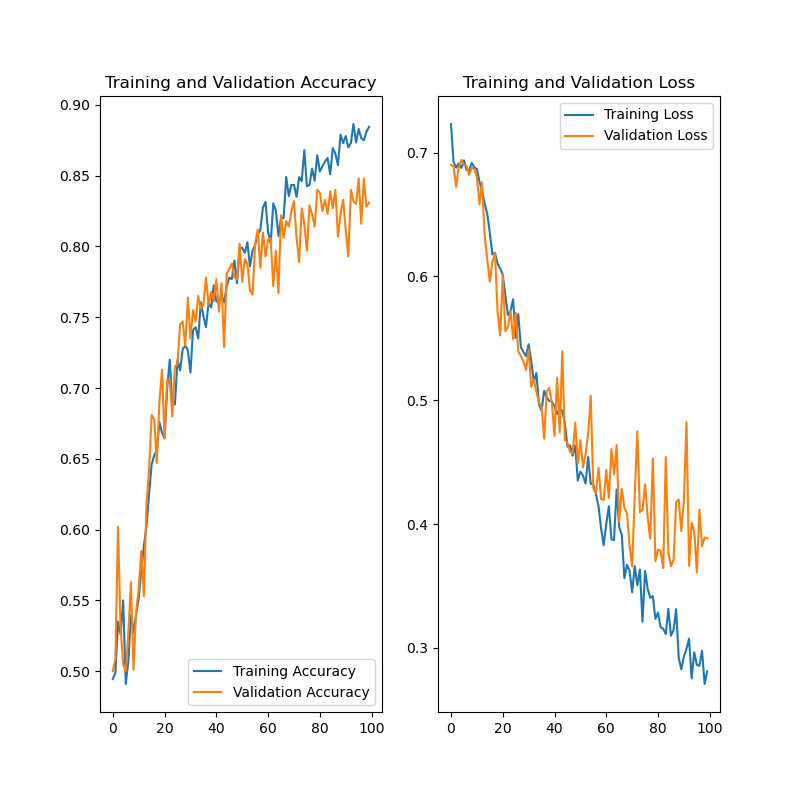 Training and Validation Accuracy
0.90
0.85
0.80
0.75
0.70
0.65
0.60
0.55
0.50
Training Accuracy
Validation Accuracy
0 20 40 60 80 100
Training and Validation Loss
Training Loss
Validation Loss
0.7
0.6
0.5
0.4
0.3
0 20 40 60 80 100